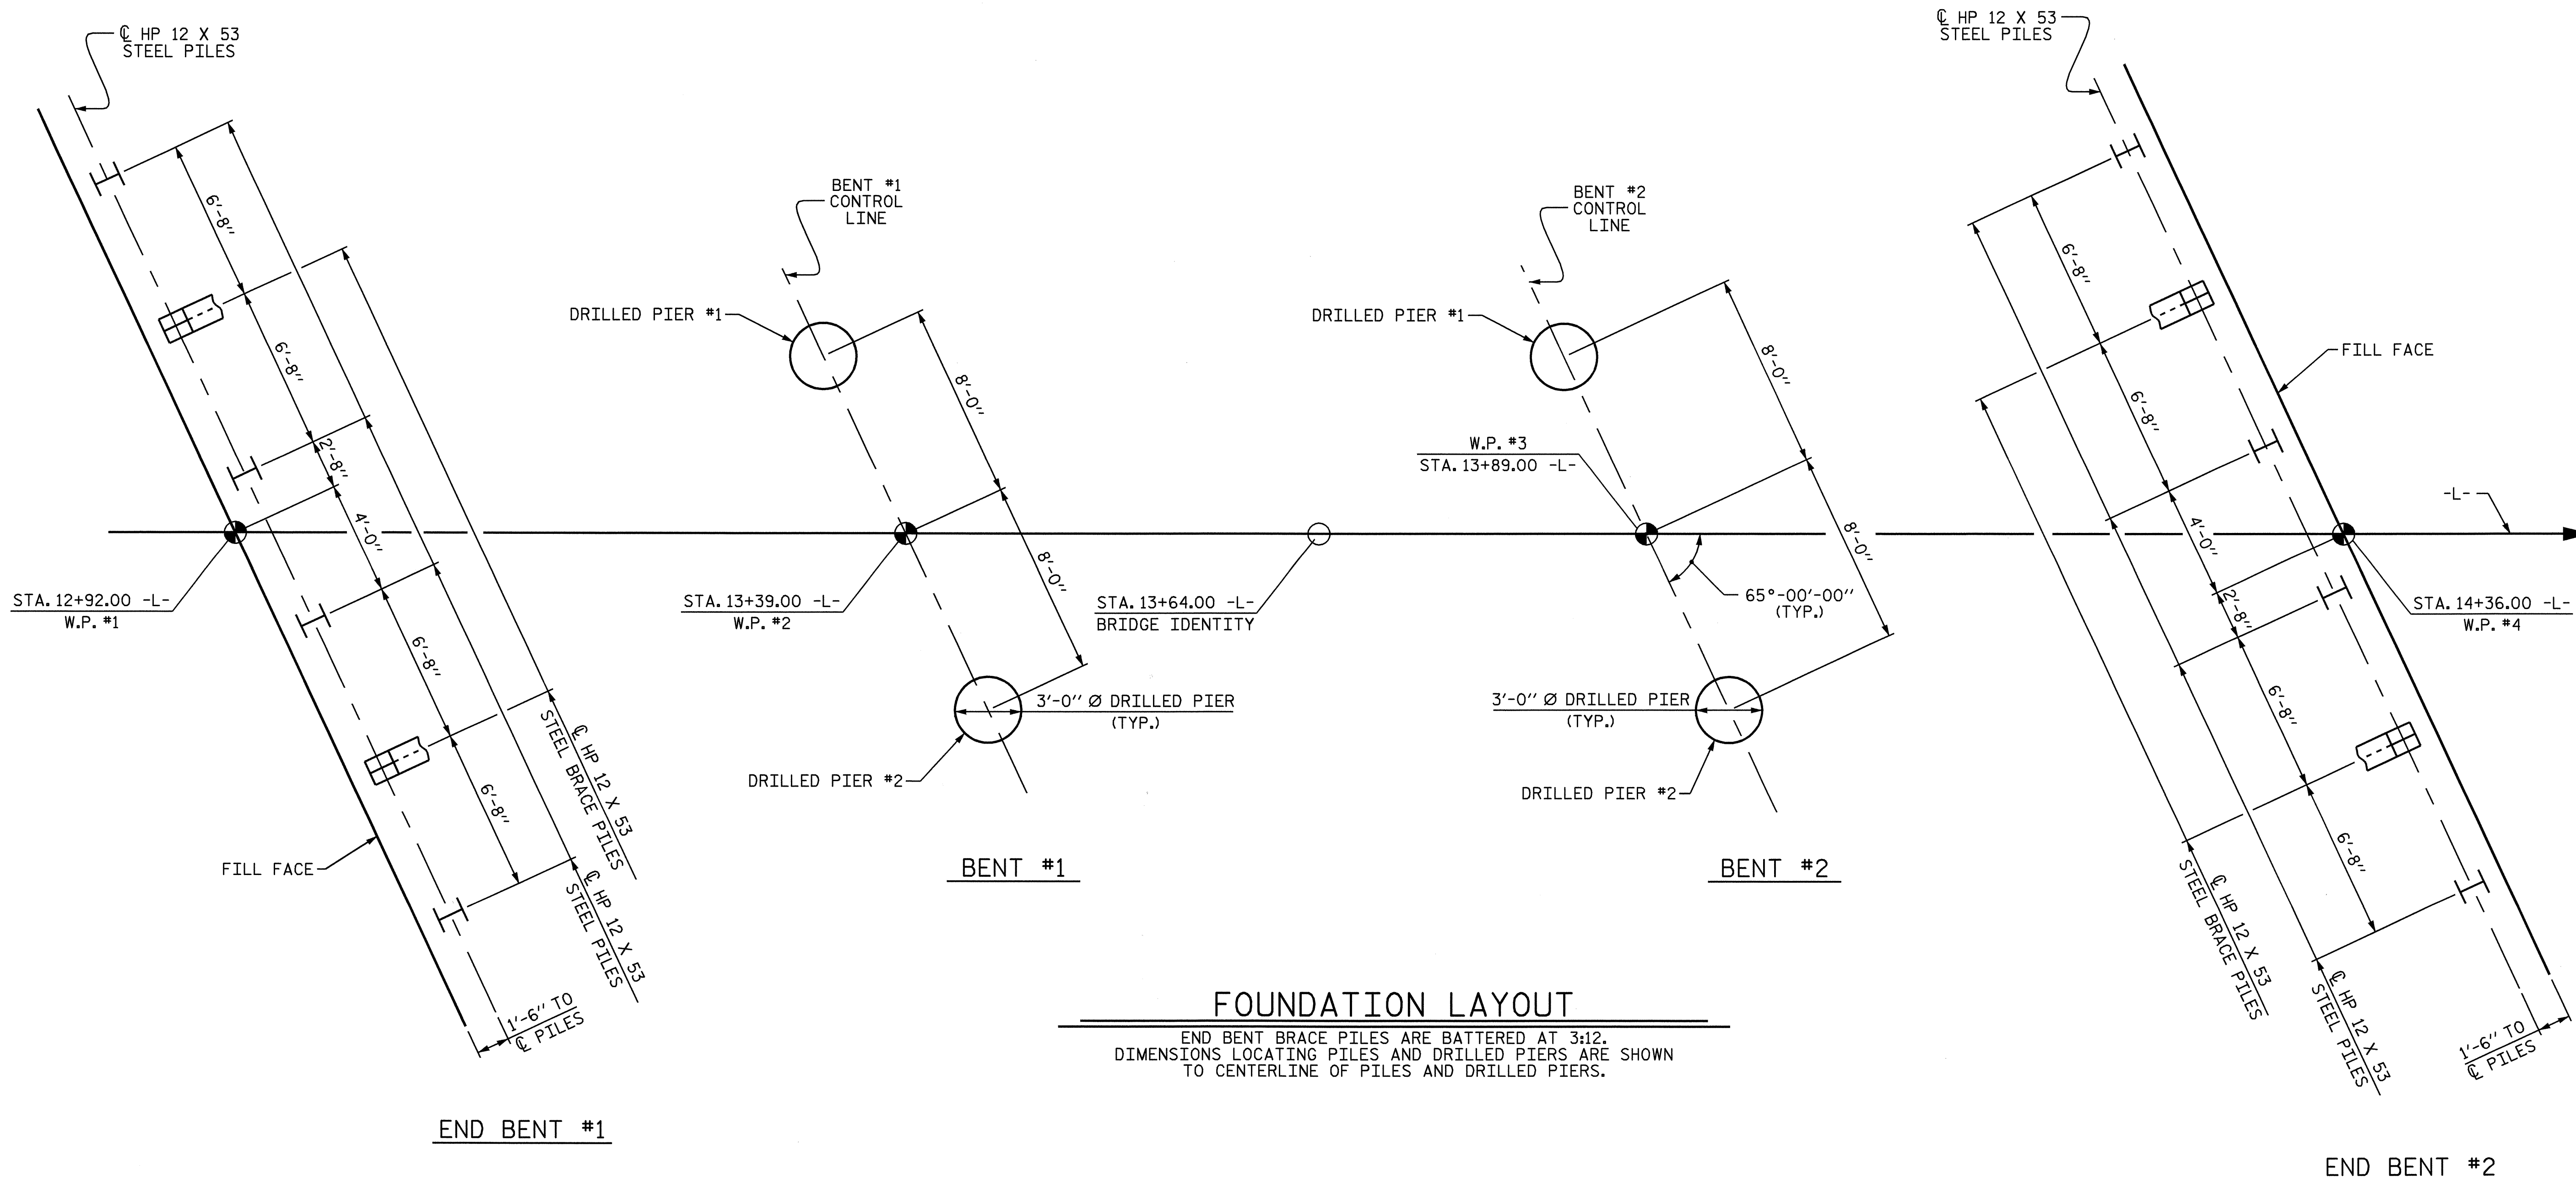 ℄ HP 12 X 53
STEEL PILES
6'-8"
6'-8"
2'-8"
4'-0"
6'-8"
6'-8"
STA. 12+92.00 -L-
W.P. #1
FILL FACE
℄ HP 12 X 53
STEEL BRACE PILES
℄ HP 12 X 53
STEEL PILES
1'-6" TO
℄ PILES
END BENT #1
BENT #1
CONTROL
LINE
DRILLED PIER #1
8'-0"
8'-0"
STA. 13+39.00 -L-
W.P. #2
3'-0" Ø DRILLED PIER
(TYP.)
DRILLED PIER #2
BENT #1
STA. 13+64.00 -L-
BRIDGE IDENTITY
BENT #2
CONTROL
LINE
DRILLED PIER #1
8'-0"
8'-0"
W.P. #3
STA. 13+89.00 -L-
65°-00'-00"
(TYP.)
3'-0" Ø DRILLED PIER
(TYP.)
DRILLED PIER #2
BENT #2
℄ HP 12 X 53
STEEL PILES
6'-8"
6'-8"
4'-0"
2'-8"
6'-8"
6'-8"
FILL FACE
-L-
STA. 14+36.00 -L-
W.P. #4
℄ HP 12 X 53
STEEL BRACE PILES
℄ HP 12 X 53
STEEL PILES
1'-6" TO
℄ PILES
END BENT #2
FOUNDATION LAYOUT
END BENT BRACE PILES ARE BATTERED AT 3:12.
DIMENSIONS LOCATING PILES AND DRILLED PIERS ARE SHOWN
TO CENTERLINE OF PILES AND DRILLED PIERS.